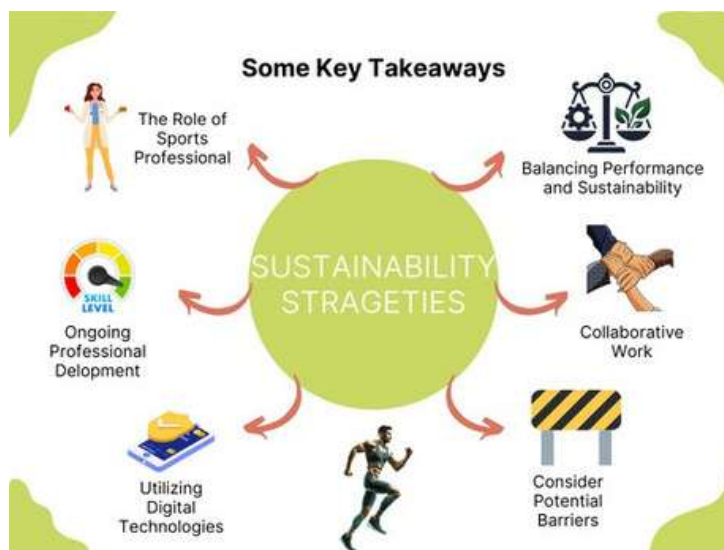 Some Key Takeaways
The Role of
Sports
Professional
Balancing Performance
and Sustainability
SUSTAINABILITY
STRAGETIES
SKILL
LEVEL
Ongoing
Professional
Delopment
Collaborative
Work
Utilizing
Digital
Technologies
Consider
Potential
Barriers